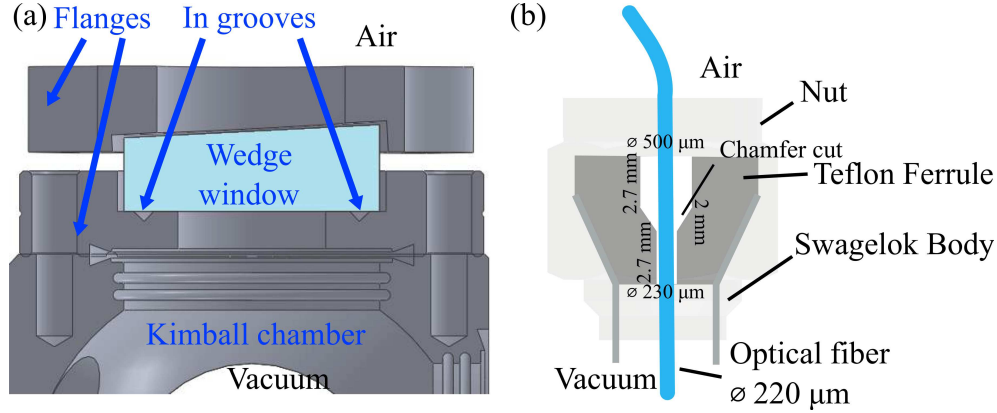 (a)
Flanges
In grooves
Air
Wedge
window
Kimball chamber
Vacuum
(b)
Air
Nut
⌀ 500 μm
Chamfer cut
Teflon Ferrule
2.7 mm
2 mm
2.7 mm
Swagelok Body
⌀ 230 μm
Optical fiber
⌀ 220 μm
Vacuum